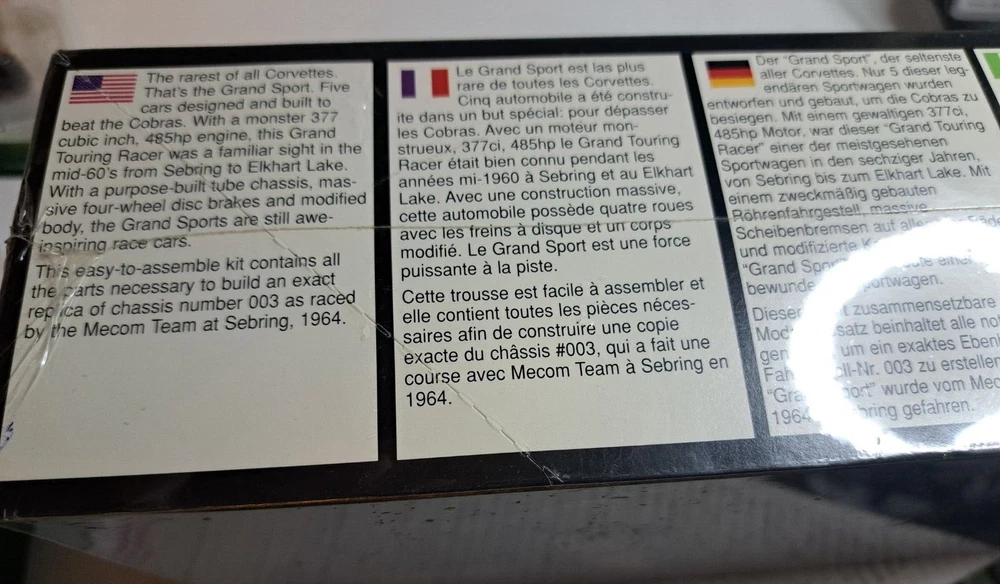 The rarest of all Corvettes.
That's the Grand Sport. Five
cars designed and built to
beat the Cobras. With a monster 377
cubic inch, 485hp engine, this Grand
Touring Racer was a familiar sight in the
mid-60's from Sebring to Elkhart Lake.
With a purpose-built tube chassis, mas-
sive four-wheel disc brakes and modified
body, the Grand Sports are still awe-
inspiring race cars.
This easy-to-assemble kit contains all
the parts necessary to build an exact
replica of chassis number 003 as raced
by the Mecom Team at Sebring, 1964.
Le Grand Sport est las plus
rare de toutes les Corvettes.
Cinq automobile a été constru-
ite dans un but spécial: pour dépasser
les Cobras. Avec un moteur mon-
strueux, 377ci, 485hp le Grand Touring
Racer était bien connu pendant les
années mi-1960 à Sebring et au Elkhart
Lake. Avec une construction massive,
cette automobile possède quatre roues
avec les freins à disque et un corps
modifié. Le Grand Sport est une force
puissante à la piste.
Cette trousse est facile à assembler et
elle contient toutes les pièces néces-
saires afin de construire une copie
exacte du châssis #003, qui a fait une
course avec Mecom Team à Sebring en
1964.
Der "Grand Sport", der seltenste
aller Corvettes. Nur 5 dieser leg-
endären Sportwagen wurden
entworfen und gebaut, um die Cobras zu
besiegen. Mit einem gewaltigen 377ci,
485hp Motor, war dieser "Grand Touring
Racer" einer der meistgesehenen
Sportwagen in den sechziger Jahren,
von Sebring bis zum Elkhart Lake. Mit
einem zweckmäßig gebauten
Röhrenfahrgestell, massive
Scheibenbremsen auf
und modifizierte
"Grand
bewunde
Dieser zusammensetzbare
beinhaltet alle
um ein exaktes
003 zu erstellen
wurde vom
1964 gefahren.